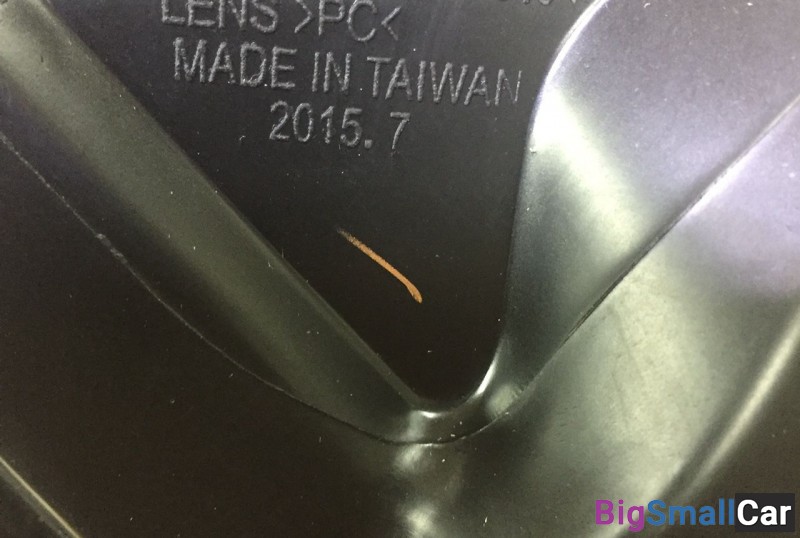 LENS >PC<
MADE IN TAIWAN
2015.7
BigSmallCar